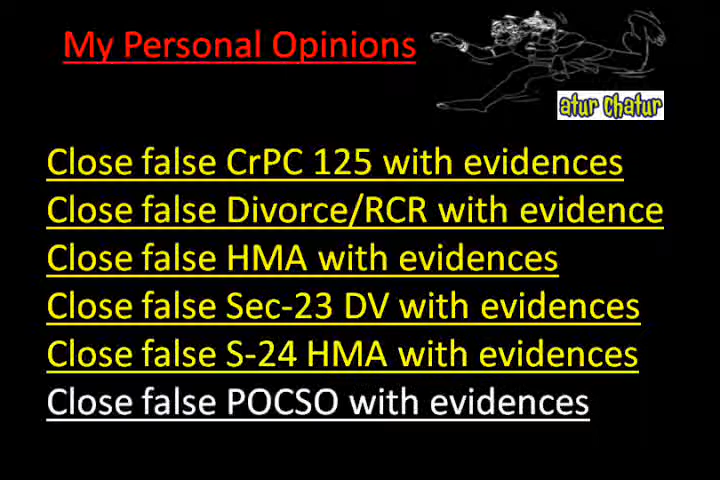 My Personal Opinions
atur Chatur
Close false CrPC 125 with evidences
Close false Divorce/RCR with evidence
Close false HMA with evidences
Close false Sec-23 DV with evidences
Close false S-24 HMA with evidences
Close false POCSO with evidences